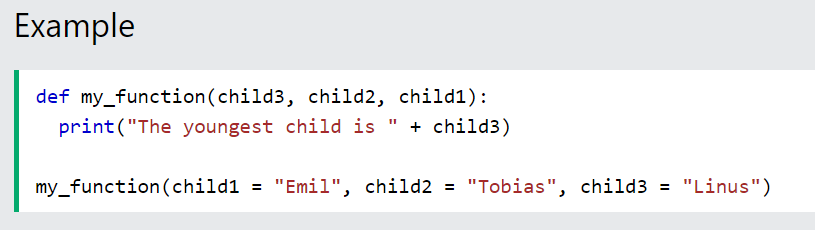 Example
def my_function(child3, child2, child1):
  print("The youngest child is " + child3)
my_function(child1 = "Emil", child2 = "Tobias", child3 = "Linus")